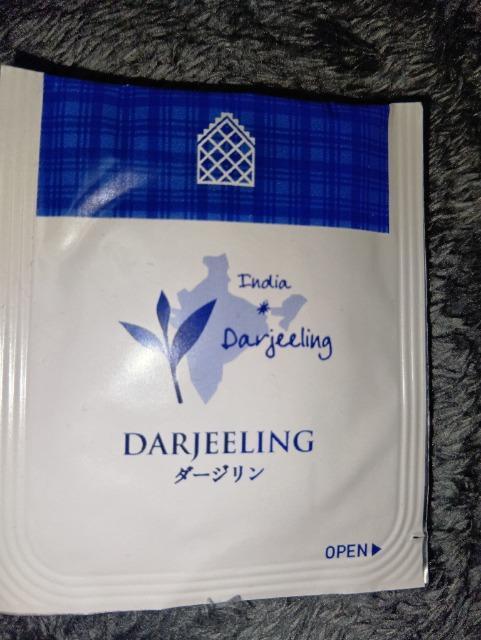 India
Darjeeling
DARJEELING
ダージリン
OPEN▶